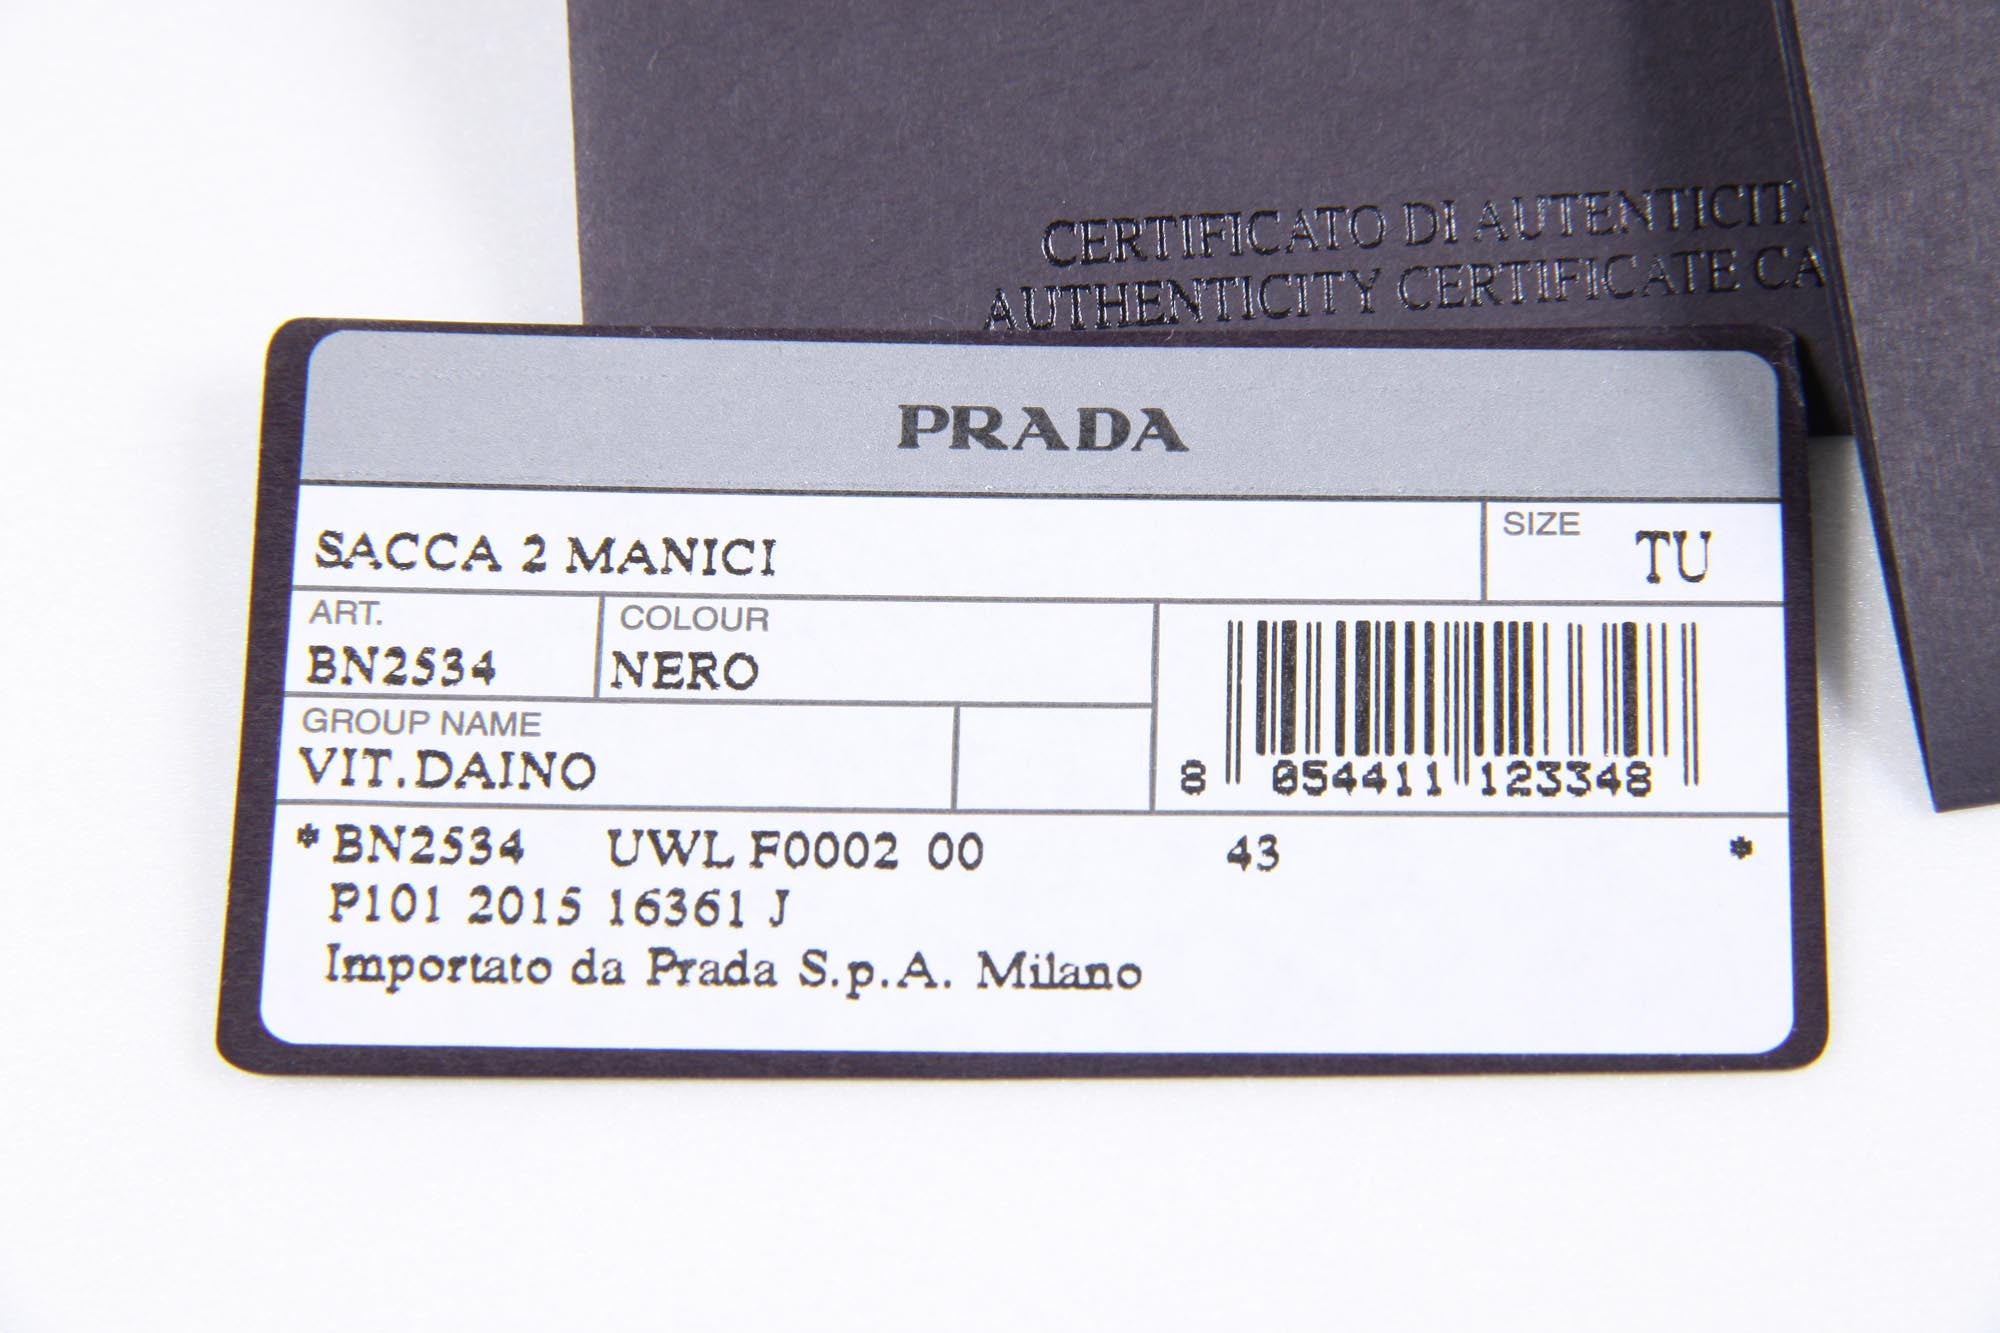 CERTIFICATO DI AUTENTICIT
AUTHENTICITY CERTIFICATE CA
PRADA
SACCA 2 MANICI
SIZE TU
ART.
BN2534
COLOUR
NERO
GROUP NAME
VIT.DAINO
8 054411 123348
*BN2534 UWL F0002 00 43 *
P101 2015 16361 J
Importato da Prada S.p.A. Milano